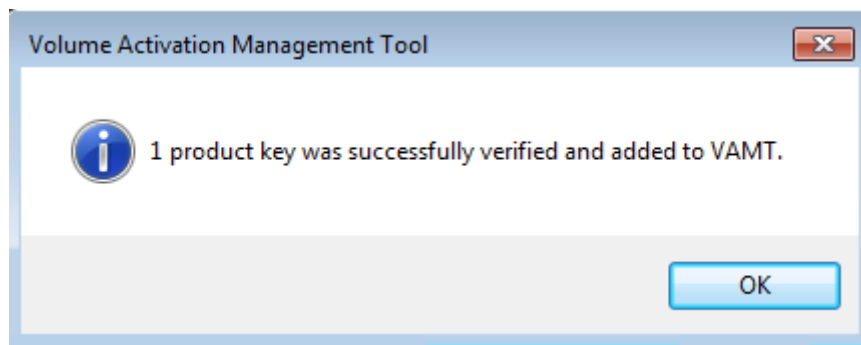 Volume Activation Management Tool
1 product key was successfully verified and added to VAMT.
OK